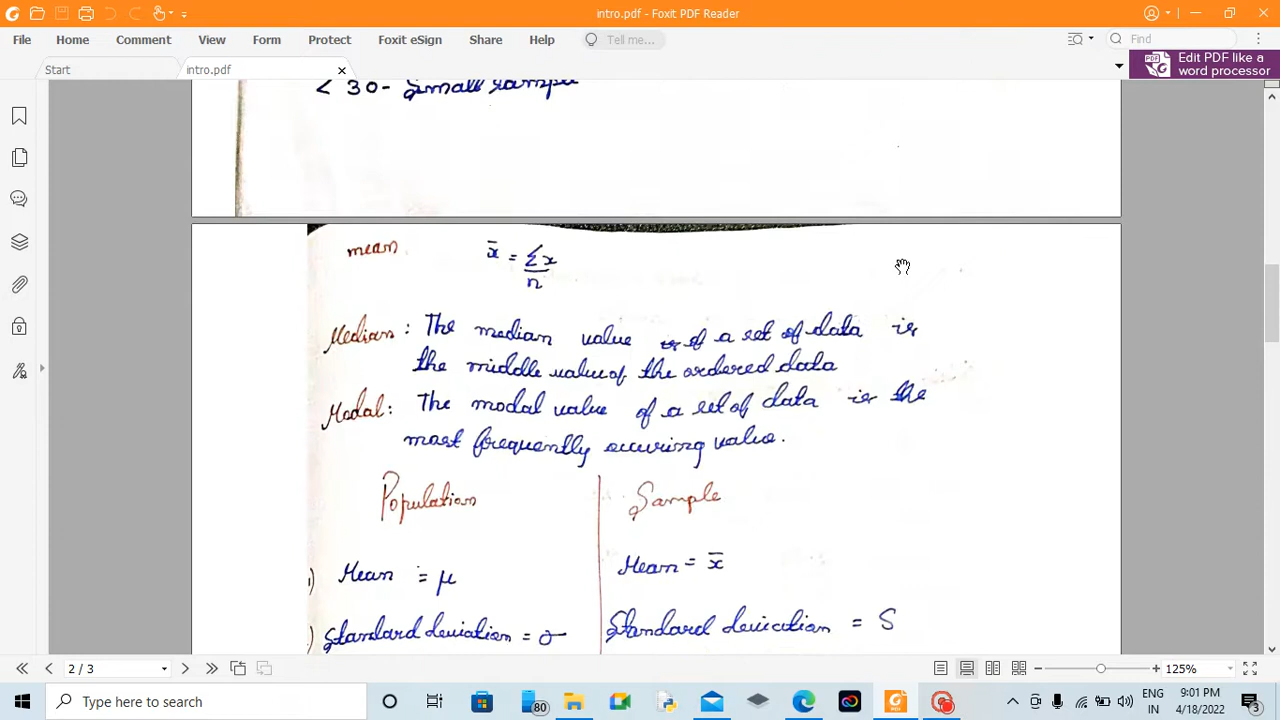 intro.pdf - Foxit PDF Reader
File Home Comment View Form Protect Foxit eSign Share Help Tell me... Find
Start intro.pdf Edit PDF like a word processor
< 30 - Small sample
mean x̄ = Σx/n
Median: The median value of a set of data is
the middle value of the ordered data
Modal: The modal value of a set of data is the
most frequently occuring value.
Population Sample
) Mean = μ Mean = x̄
) Standard deviation = σ Standard deviation = S
2 / 3 125%
Type here to search 80 ENG IN 9:01 PM 4/18/2022 3